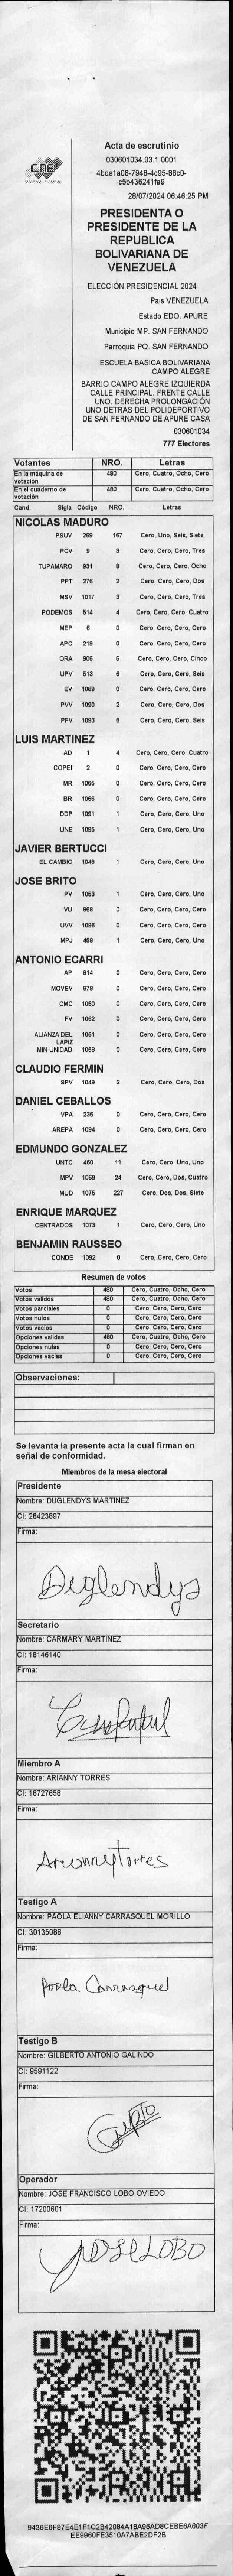 CNE
Acta de escrutinio
030601034.03.1.0001
4bde1a08-7948-4c95-88c0-
c5b436241fa9
28/07/2024 06:46:25 PM
PRESIDENTA O
PRESIDENTE DE LA
REPUBLICA
BOLIVARIANA DE
VENEZUELA
ELECCIÓN PRESIDENCIAL 2024
Pais VENEZUELA
Estado EDO. APURE
Municipio MP. SAN FERNANDO
Parroquia PQ. SAN FERNANDO
ESCUELA BASICA BOLIVARIANA
CAMPO ALEGRE
BARRIO CAMPO ALEGRE IZQUIERDA
CALLE PRINCIPAL. FRENTE CALLE
UNO. DERECHA PROLONGACIÓN
UNO DETRAS DEL POLIDEPORTIVO
DE SAN FERNANDO DE APURE CASA
030601034
777 Electores
Votantes NRO. Letras
En la máquina de votación 480 Cero, Cuatro, Ocho, Cero
En el cuaderno de votación 480 Cero, Cuatro, Ocho, Cero
Cand. Sigla Código NRO. Letras
NICOLAS MADURO
PSUV 269 167 Cero, Uno, Seis, Siete
PCV 9 3 Cero, Cero, Cero, Tres
TUPAMARO 931 8 Cero, Cero, Cero, Ocho
PPT 276 2 Cero, Cero, Cero, Dos
MSV 1017 3 Cero, Cero, Cero, Tres
PODEMOS 514 4 Cero, Cero, Cero, Cuatro
MEP 6 0 Cero, Cero, Cero, Cero
APC 219 0 Cero, Cero, Cero, Cero
ORA 906 5 Cero, Cero, Cero, Cinco
UPV 513 6 Cero, Cero, Cero, Seis
EV 1089 0 Cero, Cero, Cero, Cero
PVV 1090 2 Cero, Cero, Cero, Dos
PFV 1093 6 Cero, Cero, Cero, Seis
LUIS MARTINEZ
AD 1 4 Cero, Cero, Cero, Cuatro
COPEI 2 0 Cero, Cero, Cero, Cero
MR 1065 0 Cero, Cero, Cero, Cero
BR 1066 0 Cero, Cero, Cero, Cero
DDP 1091 1 Cero, Cero, Cero, Uno
UNE 1095 1 Cero, Cero, Cero, Uno
JAVIER BERTUCCI
EL CAMBIO 1048 1 Cero, Cero, Cero, Uno
JOSE BRITO
PV 1053 1 Cero, Cero, Cero, Uno
VU 868 0 Cero, Cero, Cero, Cero
UVV 1096 0 Cero, Cero, Cero, Cero
MPJ 459 1 Cero, Cero, Cero, Uno
ANTONIO ECARRI
AP 814 0 Cero, Cero, Cero, Cero
MOVEV 979 0 Cero, Cero, Cero, Cero
CMC 1050 0 Cero, Cero, Cero, Cero
FV 1062 0 Cero, Cero, Cero, Cero
ALIANZA DEL LAPIZ 1051 0 Cero, Cero, Cero, Cero
MIN UNIDAD 1068 0 Cero, Cero, Cero, Cero
CLAUDIO FERMIN
SPV 1049 2 Cero, Cero, Cero, Dos
DANIEL CEBALLOS
VPA 236 0 Cero, Cero, Cero, Cero
AREPA 1094 0 Cero, Cero, Cero, Cero
EDMUNDO GONZALEZ
UNTC 460 11 Cero, Cero, Uno, Uno
MPV 1069 24 Cero, Cero, Dos, Cuatro
MUD 1075 227 Cero, Dos, Dos, Siete
ENRIQUE MARQUEZ
CENTRADOS 1073 1 Cero, Cero, Cero, Uno
BENJAMIN RAUSSEO
CONDE 1092 0 Cero, Cero, Cero, Cero
Resumen de votos
Votos 480 Cero, Cuatro, Ocho, Cero
Votos validos 480 Cero, Cuatro, Ocho, Cero
Votos parciales 0 Cero, Cero, Cero, Cero
Votos nulos 0 Cero, Cero, Cero, Cero
Votos vacios 0 Cero, Cero, Cero, Cero
Opciones validas 480 Cero, Cuatro, Ocho, Cero
Opciones nulas 0 Cero, Cero, Cero, Cero
Opciones vacias 0 Cero, Cero, Cero, Cero
Observaciones:
Se levanta la presente acta la cual firman en
señal de conformidad.
Miembros de la mesa electoral
Presidente
Nombre: DUGLENDYS MARTINEZ
CI: 26423897
Firma:
Duglendys
Secretario
Nombre: CARMARY MARTINEZ
CI: 18146140
Firma:
Miembro A
Nombre: ARIANNY TORRES
CI: 18727658
Firma:
Arianny Torres
Testigo A
Nombre: PAOLA ELIANNY CARRASQUEL MORILLO
CI: 30135088
Firma:
Paola Carrasquel
Testigo B
Nombre: GILBERTO ANTONIO GALINDO
CI: 9591122
Firma:
Operador
Nombre: JOSE FRANCISCO LOBO OVIEDO
CI: 17200601
Firma:
JOSE LOBO
9436E6F87E4E1F1C2B42084A1BA96AD8CEBE6A603F
EE9960FE3510A7ABE2DF2B